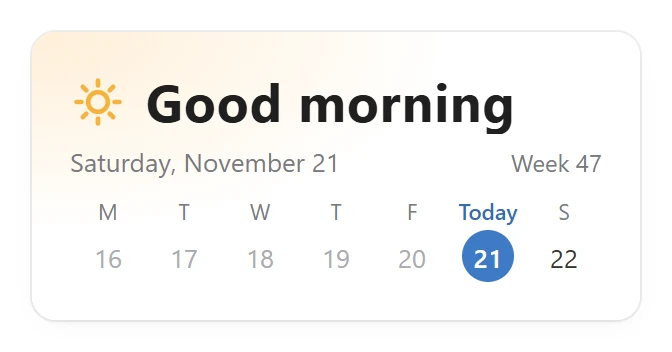 Good morning
Saturday, November 21 Week 47
M T W T F Today S
16 17 18 19 20 21 22